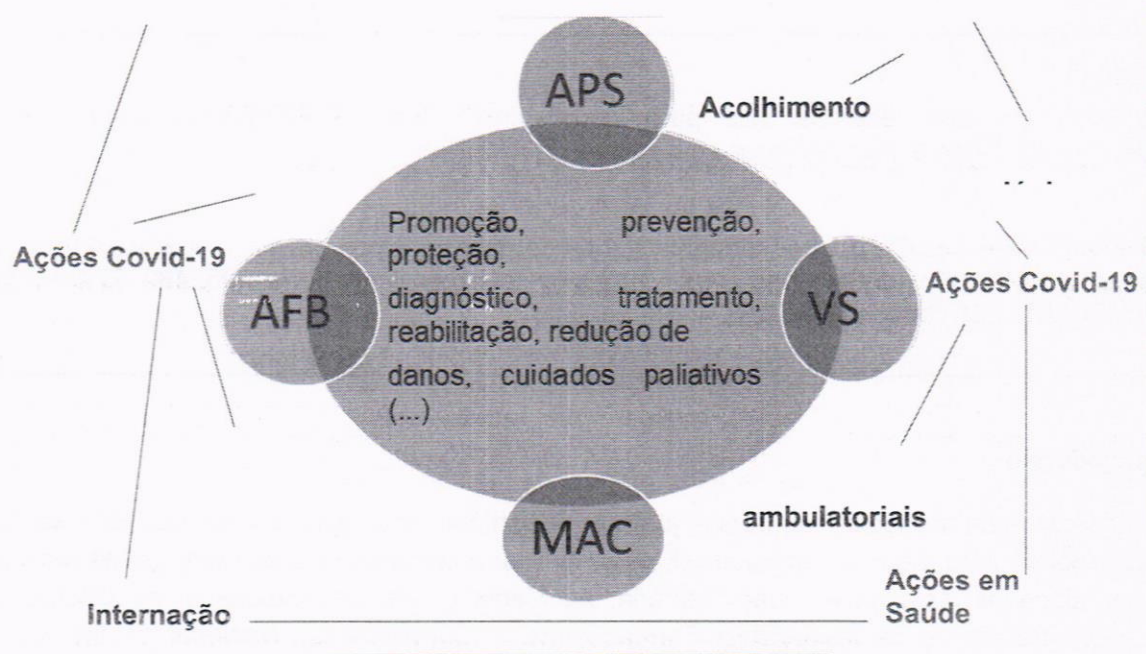 APS
Acolhimento
Promoção, prevenção,
proteção,
Ações Covid-19
diagnóstico, tratamento,
reabilitação, redução de
danos, cuidados paliativos
(...)
AFB
VS
Ações Covid-19
MAC
ambulatoriais
Ações em
Saúde
Internação